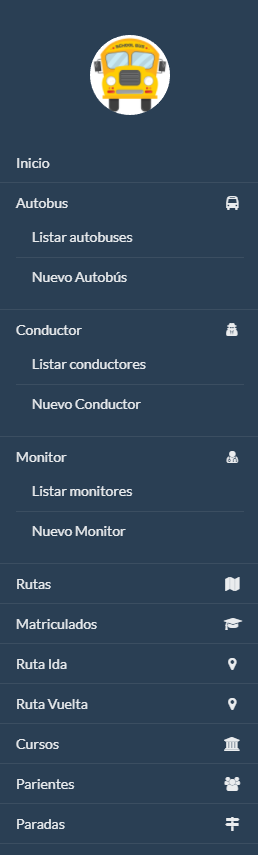 SCHOOL BUS
Inicio
Autobus
Listar autobuses
Nuevo Autobús
Conductor
Listar conductores
Nuevo Conductor
Monitor
Listar monitores
Nuevo Monitor
Rutas
Matriculados
Ruta Ida
Ruta Vuelta
Cursos
Parientes
Paradas